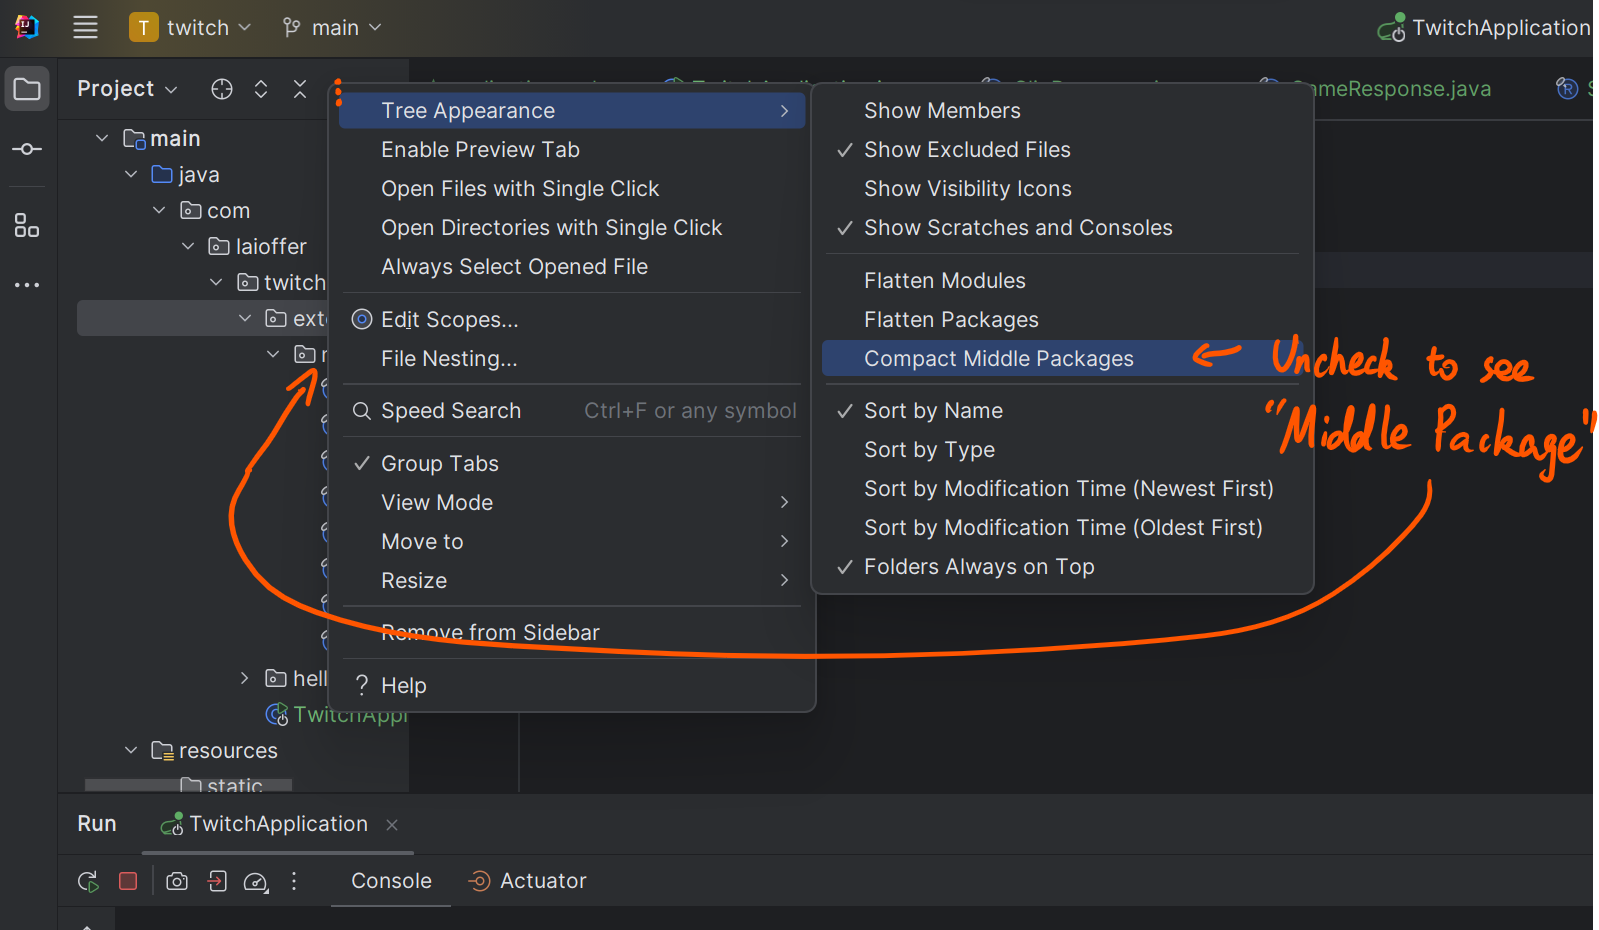 T twitch main TwitchApplication
Project
meResponse.java
main
java
com
laioffer
twitch
Tree Appearance
Enable Preview Tab
Open Files with Single Click
Open Directories with Single Click
Always Select Opened File
Edit Scopes...
File Nesting...
Speed Search Ctrl+F or any symbol
Group Tabs
View Mode
Move to
Resize
Remove from Sidebar
? Help
Show Members
Show Excluded Files
Show Visibility Icons
Show Scratches and Consoles
Flatten Modules
Flatten Packages
Compact Middle Packages
Sort by Name
Sort by Type
Sort by Modification Time (Newest First)
Sort by Modification Time (Oldest First)
Folders Always on Top
Uncheck to see
"Middle Package"
hell
TwitchAppl
resources
static
Run TwitchApplication
Console Actuator